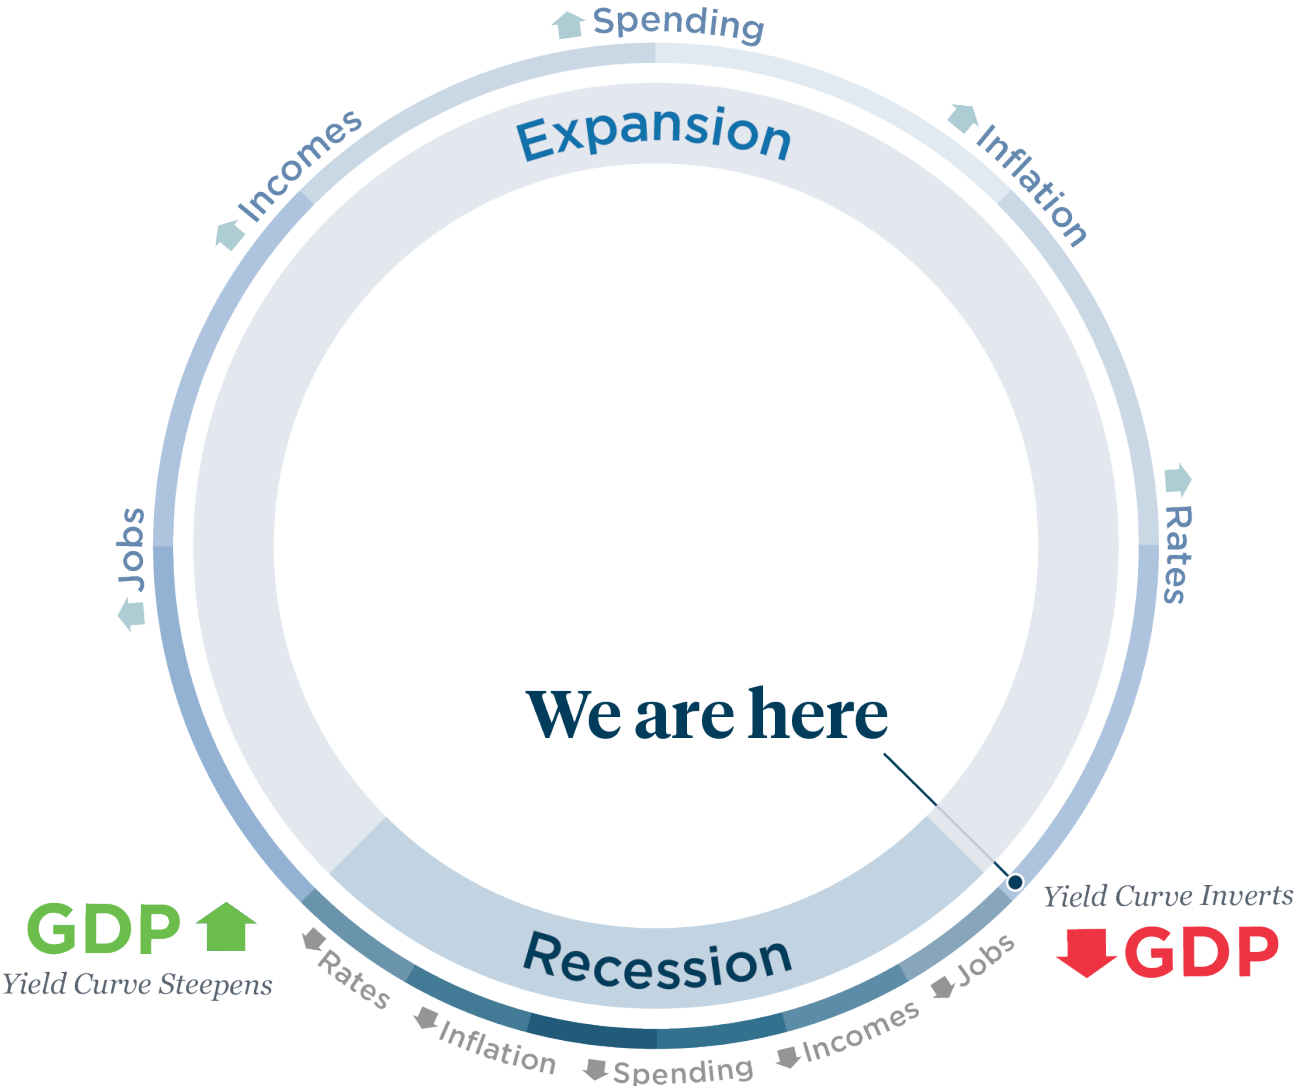 Spending
Expansion
Incomes
Inflation
Jobs
Rates
We are here
Yield Curve Inverts
GDP
GDP
Yield Curve Steepens
Recession
Rates
Inflation
Spending
Incomes
Jobs